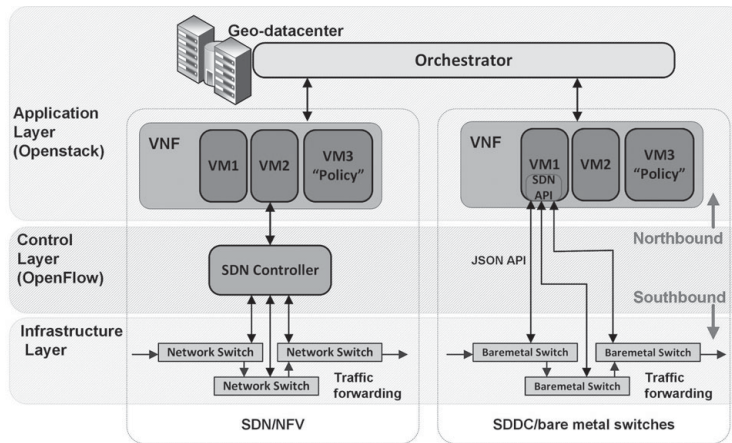 Geo-datacenter
Orchestrator
Application
Layer
(Openstack)
VNF
VM1
VM2
VM3
"Policy"
VNF
VM1
SDN
API
VM2
VM3
"Policy"
Northbound
Control
Layer
(OpenFlow)
SDN Controller
JSON API
Southbound
Infrastructure
Layer
Network Switch
Network Switch
Network Switch
Traffic
forwarding
Baremetal Switch
Baremetal Switch
Baremetal Switch
Traffic
forwarding
SDN/NFV
SDDC/bare metal switches